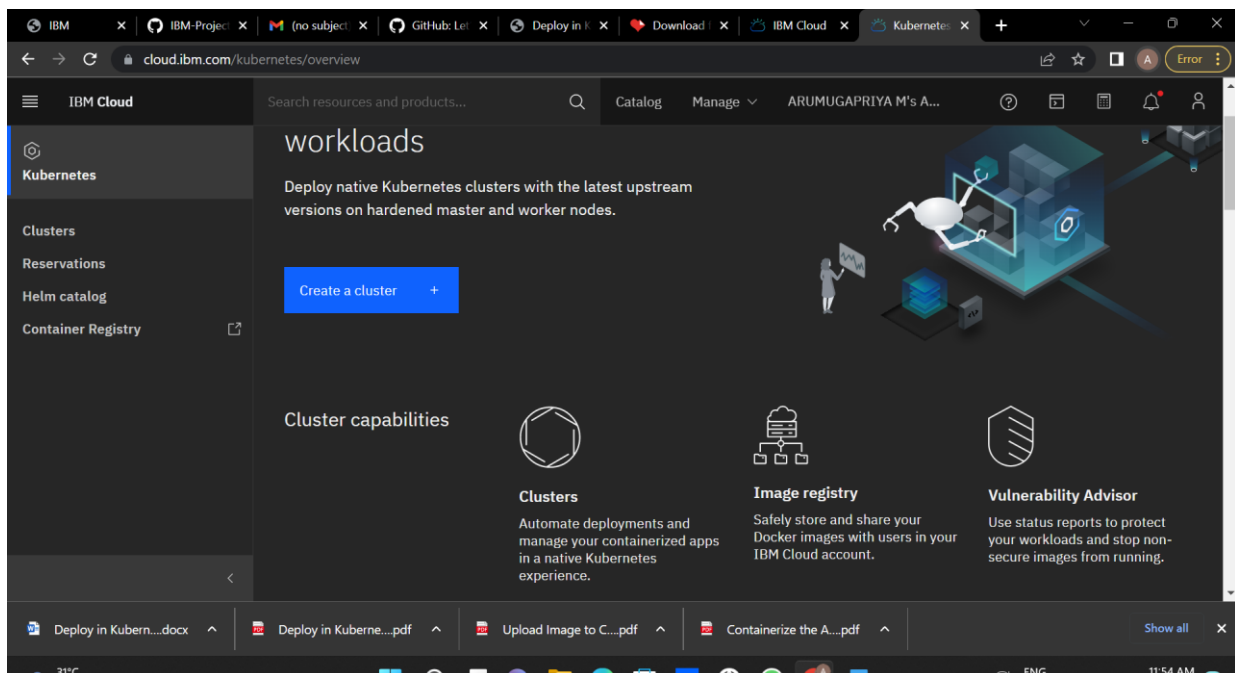 IBM
IBM-Project
(no subject)
GitHub: Let
Deploy in K
Download
IBM Cloud
Kubernetes
cloud.ibm.com/kubernetes/overview
A
Error
IBM Cloud
Search resources and products...
Catalog
Manage
ARUMUGAPRIYA M's A...
Kubernetes
Clusters
Reservations
Helm catalog
Container Registry
workloads
Deploy native Kubernetes clusters with the latest upstream
versions on hardened master and worker nodes.
Create a cluster +
Cluster capabilities
Clusters
Automate deployments and
manage your containerized apps
in a native Kubernetes
experience.
Image registry
Safely store and share your
Docker images with users in your
IBM Cloud account.
Vulnerability Advisor
Use status reports to protect
your workloads and stop non-
secure images from running.
Deploy in Kubern....docx
Deploy in Kuberne....pdf
Upload Image to C....pdf
Containerize the A....pdf
Show all
31°C
ENG
11:54 AM